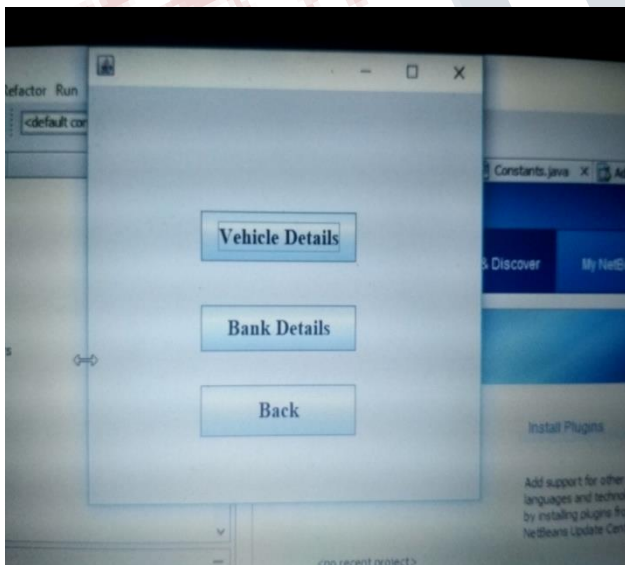 Refactor Run
<default con
Constants.java
& Discover
My NetB
Vehicle Details
Bank Details
Back
s
Install Plugins
Add support for other
languages and techno
by installing plugins fro
NetBeans Update Cen
<no recent project>